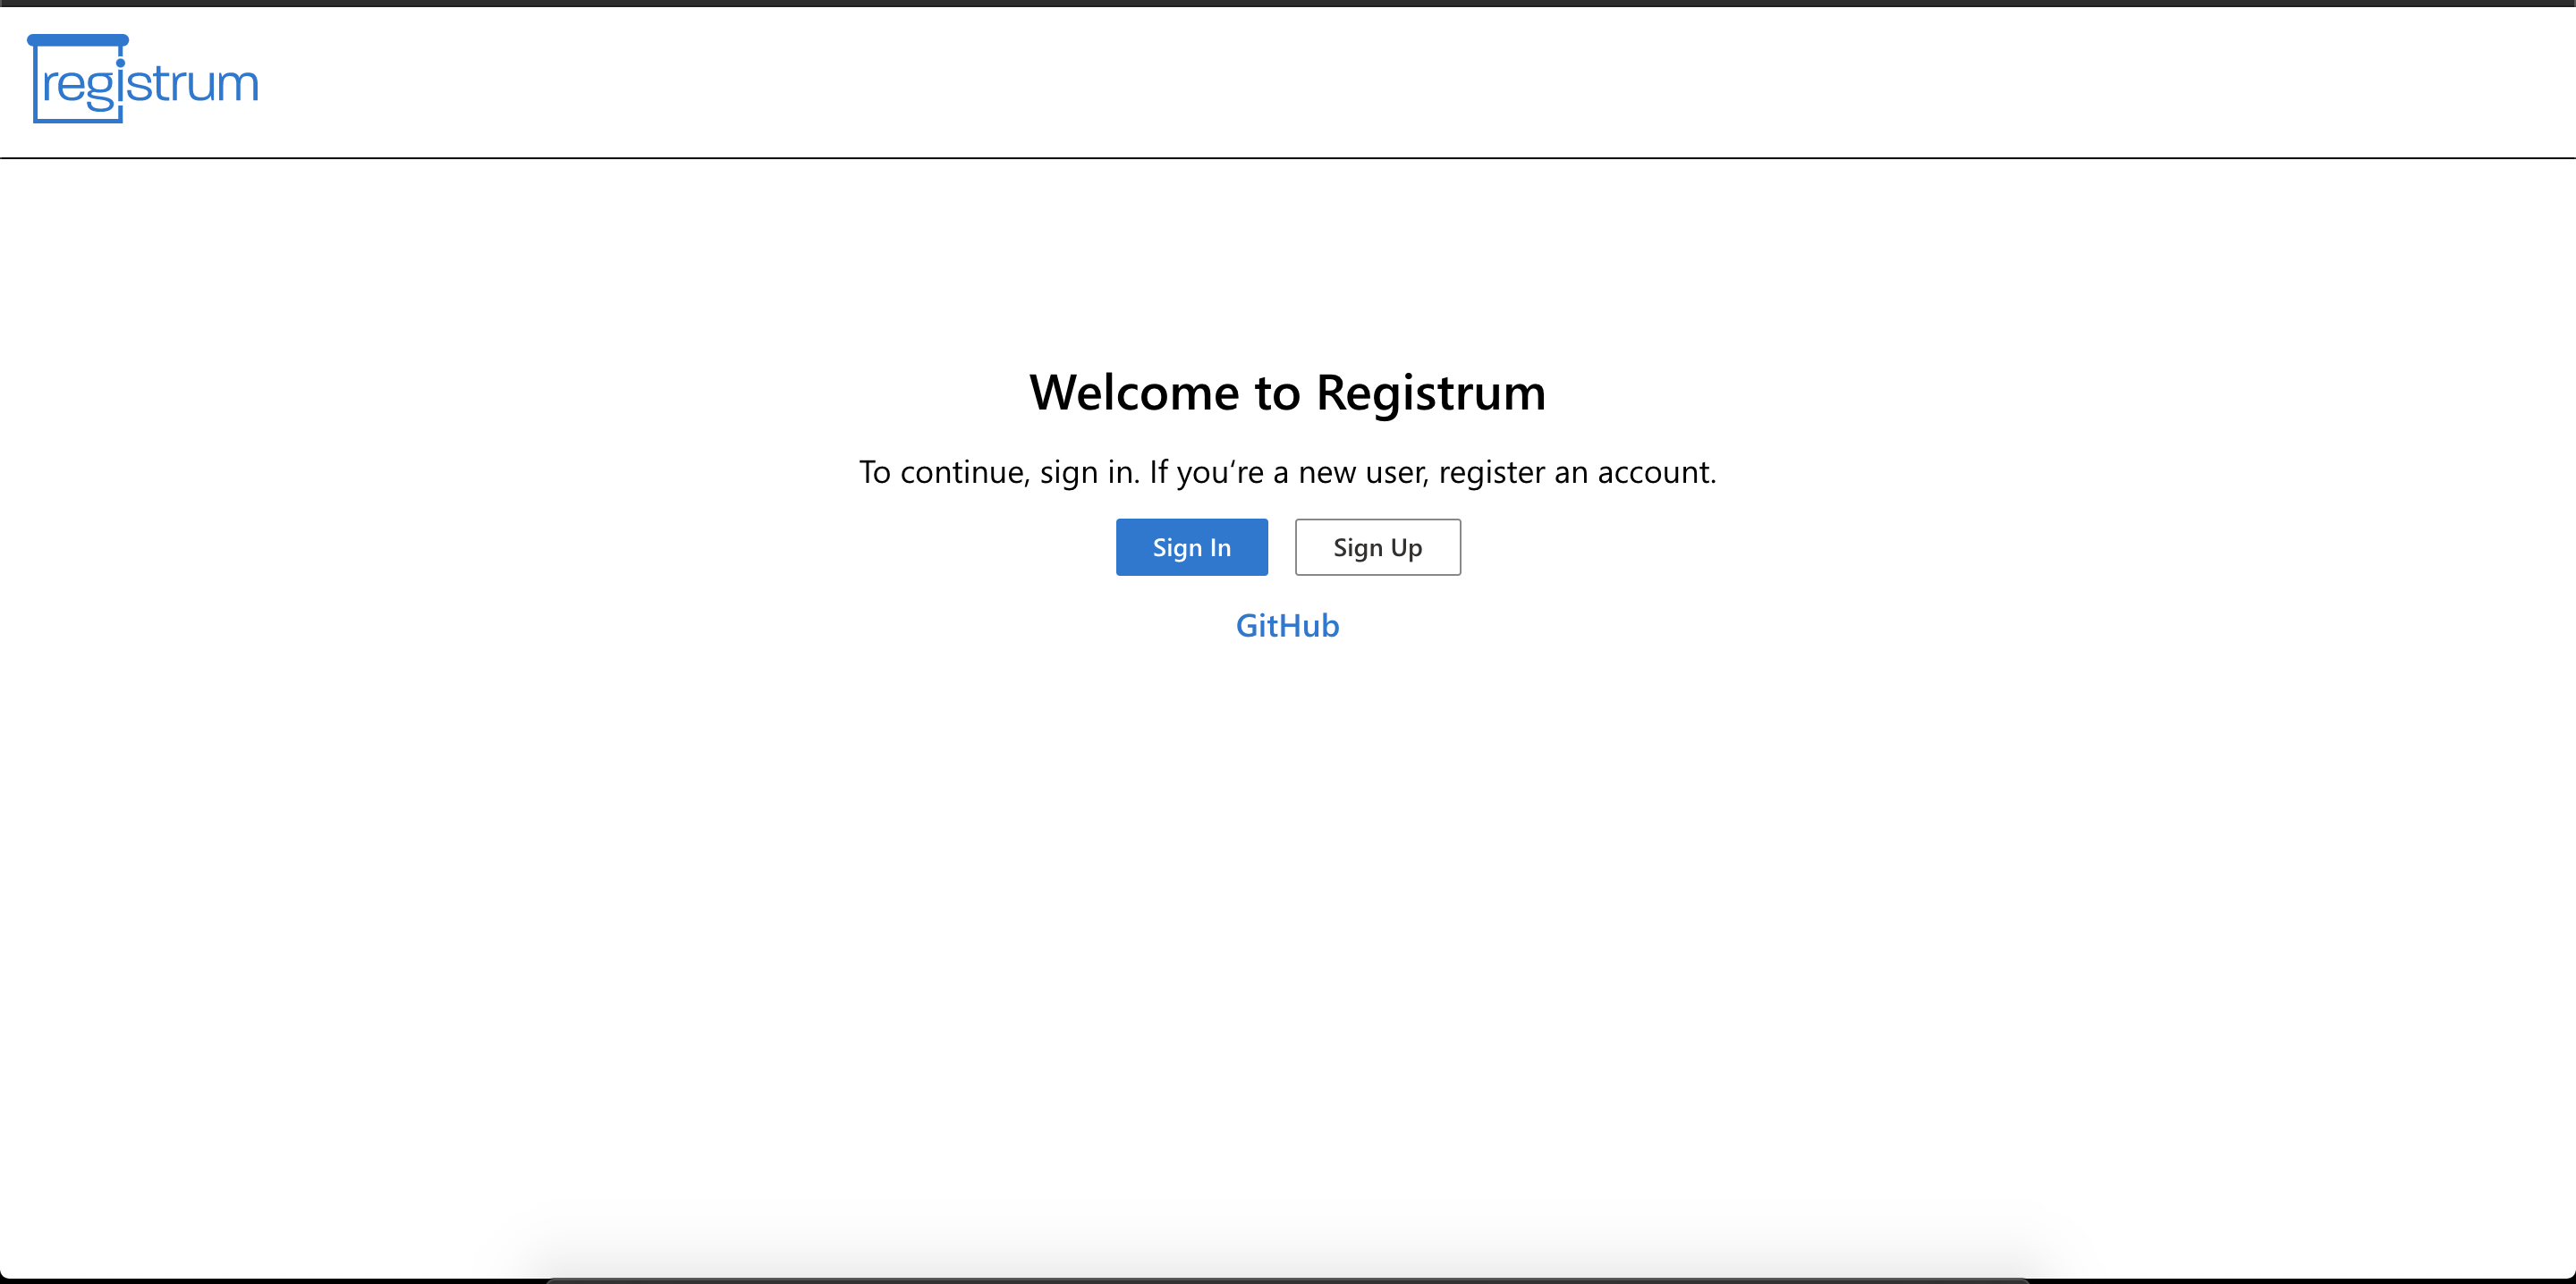 registrum
Welcome to Registrum
To continue, sign in. If you're a new user, register an account.
Sign In
Sign Up
GitHub